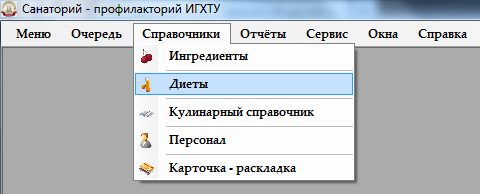 Санаторий - профилакторий ИГХТУ
Меню Очередь Справочники Отчёты Сервис Окна Справка
Ингредиенты
Диеты
Кулинарный справочник
Персонал
Карточка - раскладка